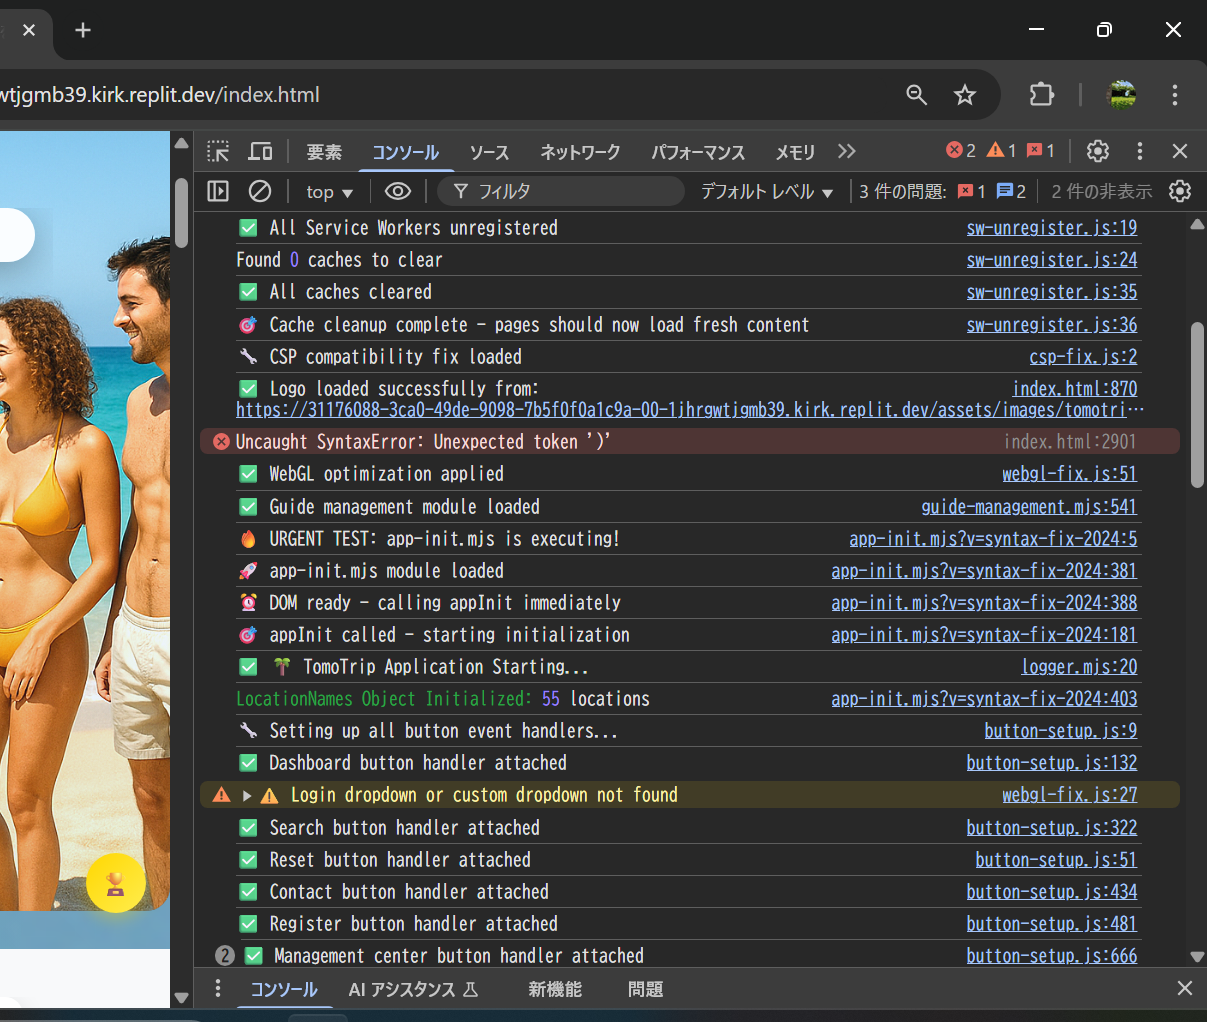 wtjgmb39.kirk.replit.dev/index.html
要素 コンソール ソース ネットワーク パフォーマンス メモリ 2 1 1
top フィルタ デフォルト レベル 3 件の問題: 1 2 2 件の非表示
All Service Workers unregistered sw-unregister.js:19
Found 0 caches to clear sw-unregister.js:24
All caches cleared sw-unregister.js:35
Cache cleanup complete - pages should now load fresh content sw-unregister.js:36
CSP compatibility fix loaded csp-fix.js:2
Logo loaded successfully from: index.html:870
https://31176088-3ca0-49de-9098-7b5f0f0a1c9a-00-1jhrgwtjgmb39.kirk.replit.dev/assets/images/tomotri…
Uncaught SyntaxError: Unexpected token ')' index.html:2901
WebGL optimization applied webgl-fix.js:51
Guide management module loaded guide-management.mjs:541
URGENT TEST: app-init.mjs is executing! app-init.mjs?v=syntax-fix-2024:5
app-init.mjs module loaded app-init.mjs?v=syntax-fix-2024:381
DOM ready - calling appInit immediately app-init.mjs?v=syntax-fix-2024:388
appInit called - starting initialization app-init.mjs?v=syntax-fix-2024:181
TomoTrip Application Starting... logger.mjs:20
LocationNames Object Initialized: 55 locations app-init.mjs?v=syntax-fix-2024:403
Setting up all button event handlers... button-setup.js:9
Dashboard button handler attached button-setup.js:132
Login dropdown or custom dropdown not found webgl-fix.js:27
Search button handler attached button-setup.js:322
Reset button handler attached button-setup.js:51
Contact button handler attached button-setup.js:434
Register button handler attached button-setup.js:481
2 Management center button handler attached button-setup.js:666
コンソール AI アシスタンス 新機能 問題